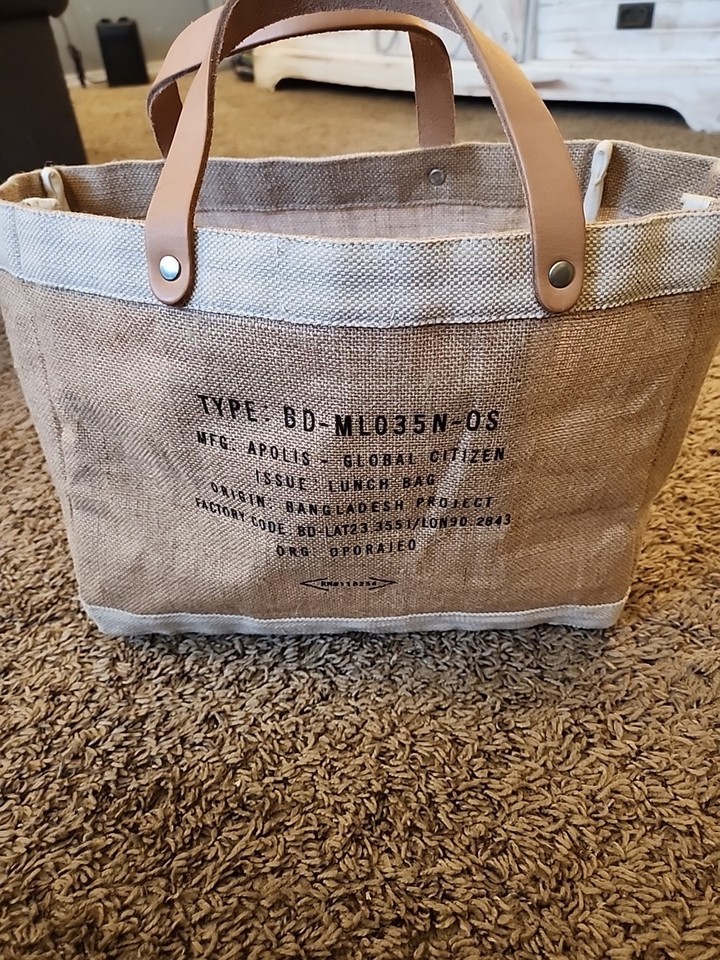 TYPE: BD-ML035N-OS
MFG. APOLIS - GLOBAL CITIZEN
ISSUE: LUNCH BAG
ORIGIN: BANGLADESH PROJECT
FACTORY CODE: BD-LAT23.3551/LON90.2843
ORG: OPORAJEO